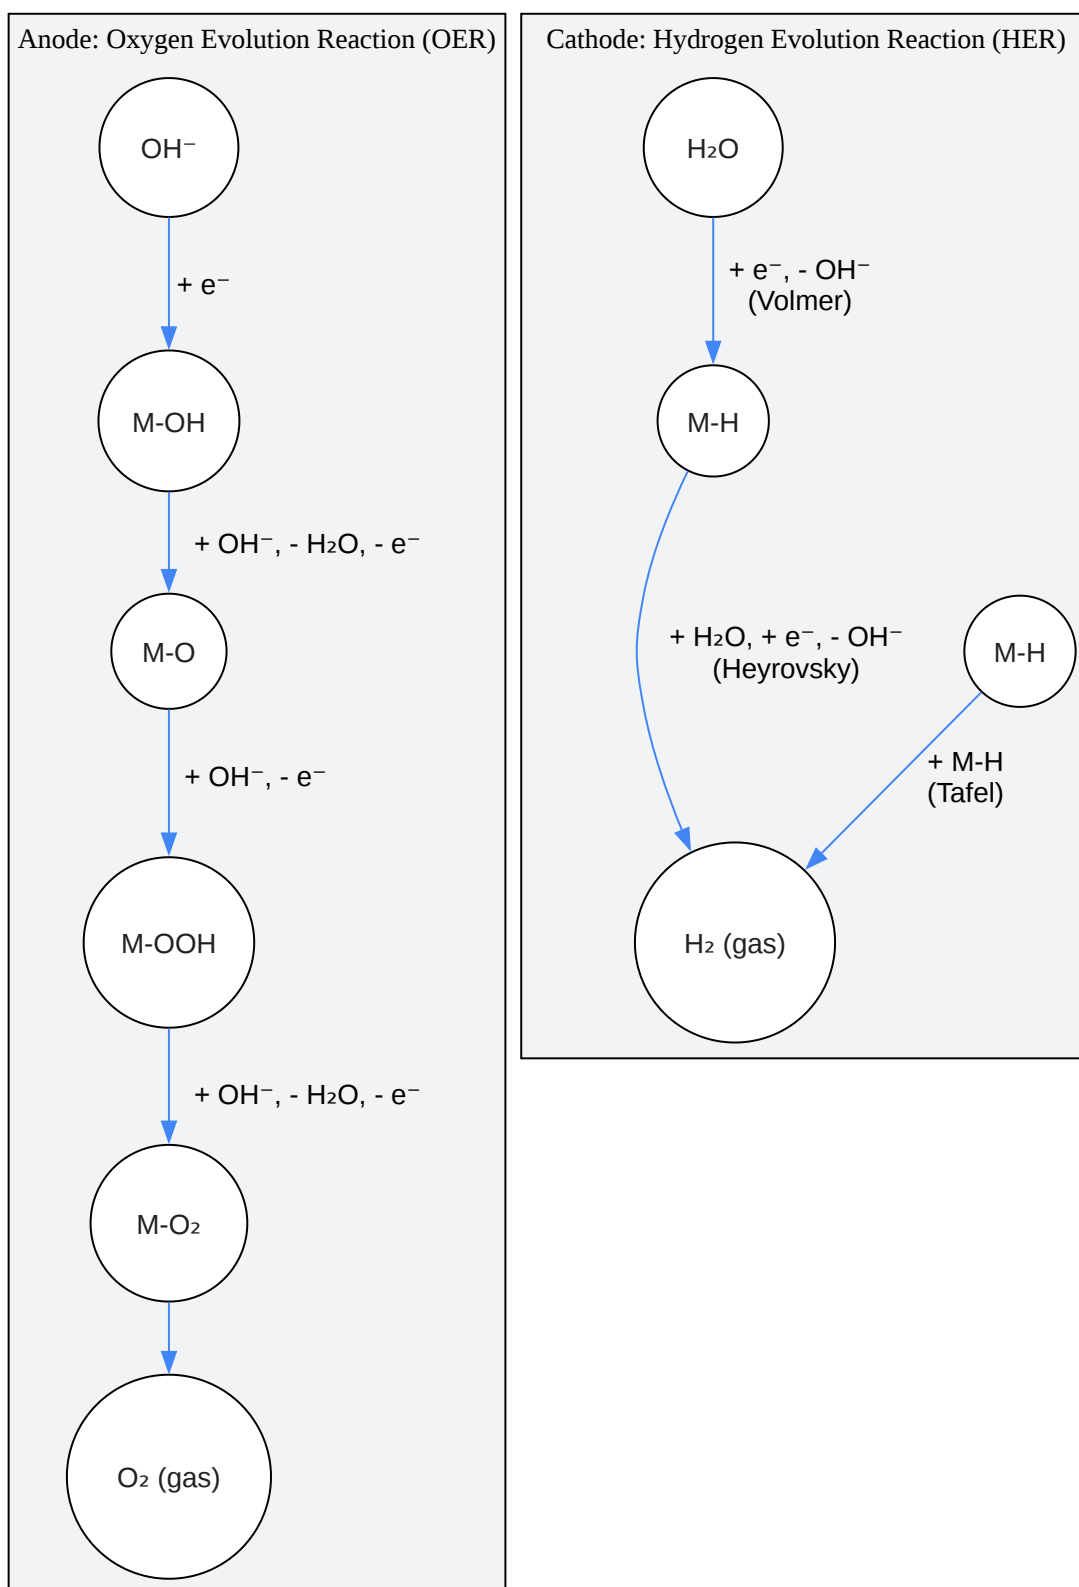 Anode: Oxygen Evolution Reaction (OER)
OH⁻
+ e⁻
M-OH
+ OH⁻, - H₂O, - e⁻
M-O
+ OH⁻, - e⁻
M-OOH
+ OH⁻, - H₂O, - e⁻
M-O₂
O₂ (gas)
Cathode: Hydrogen Evolution Reaction (HER)
H₂O
+ e⁻, - OH⁻
(Volmer)
M-H
+ H₂O, + e⁻, - OH⁻
(Heyrovsky)
M-H
+ M-H
(Tafel)
H₂ (gas)